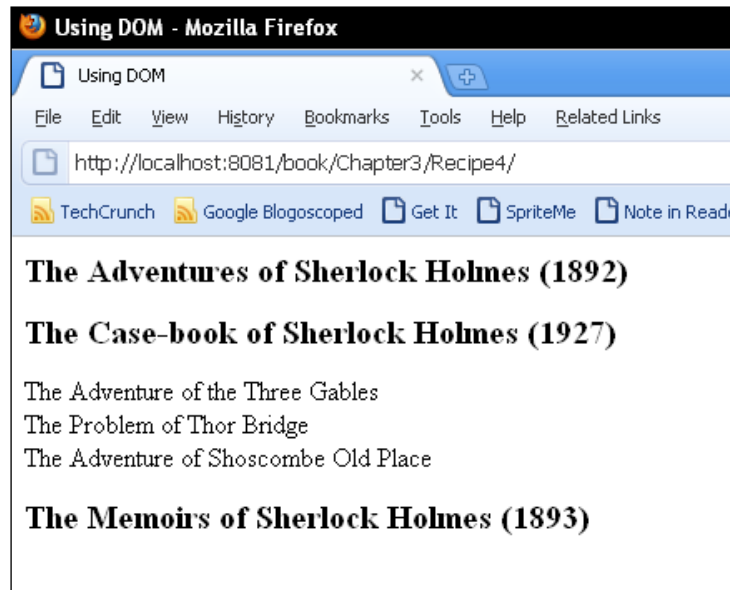 Using DOM - Mozilla Firefox
Using DOM
File Edit View History Bookmarks Tools Help Related Links
http://localhost:8081/book/Chapter3/Recipe4/
TechCrunch Google Blogoscoped Get It SpriteMe Note in Reade
The Adventures of Sherlock Holmes (1892)
The Case-book of Sherlock Holmes (1927)
The Adventure of the Three Gables
The Problem of Thor Bridge
The Adventure of Shoscombe Old Place
The Memoirs of Sherlock Holmes (1893)